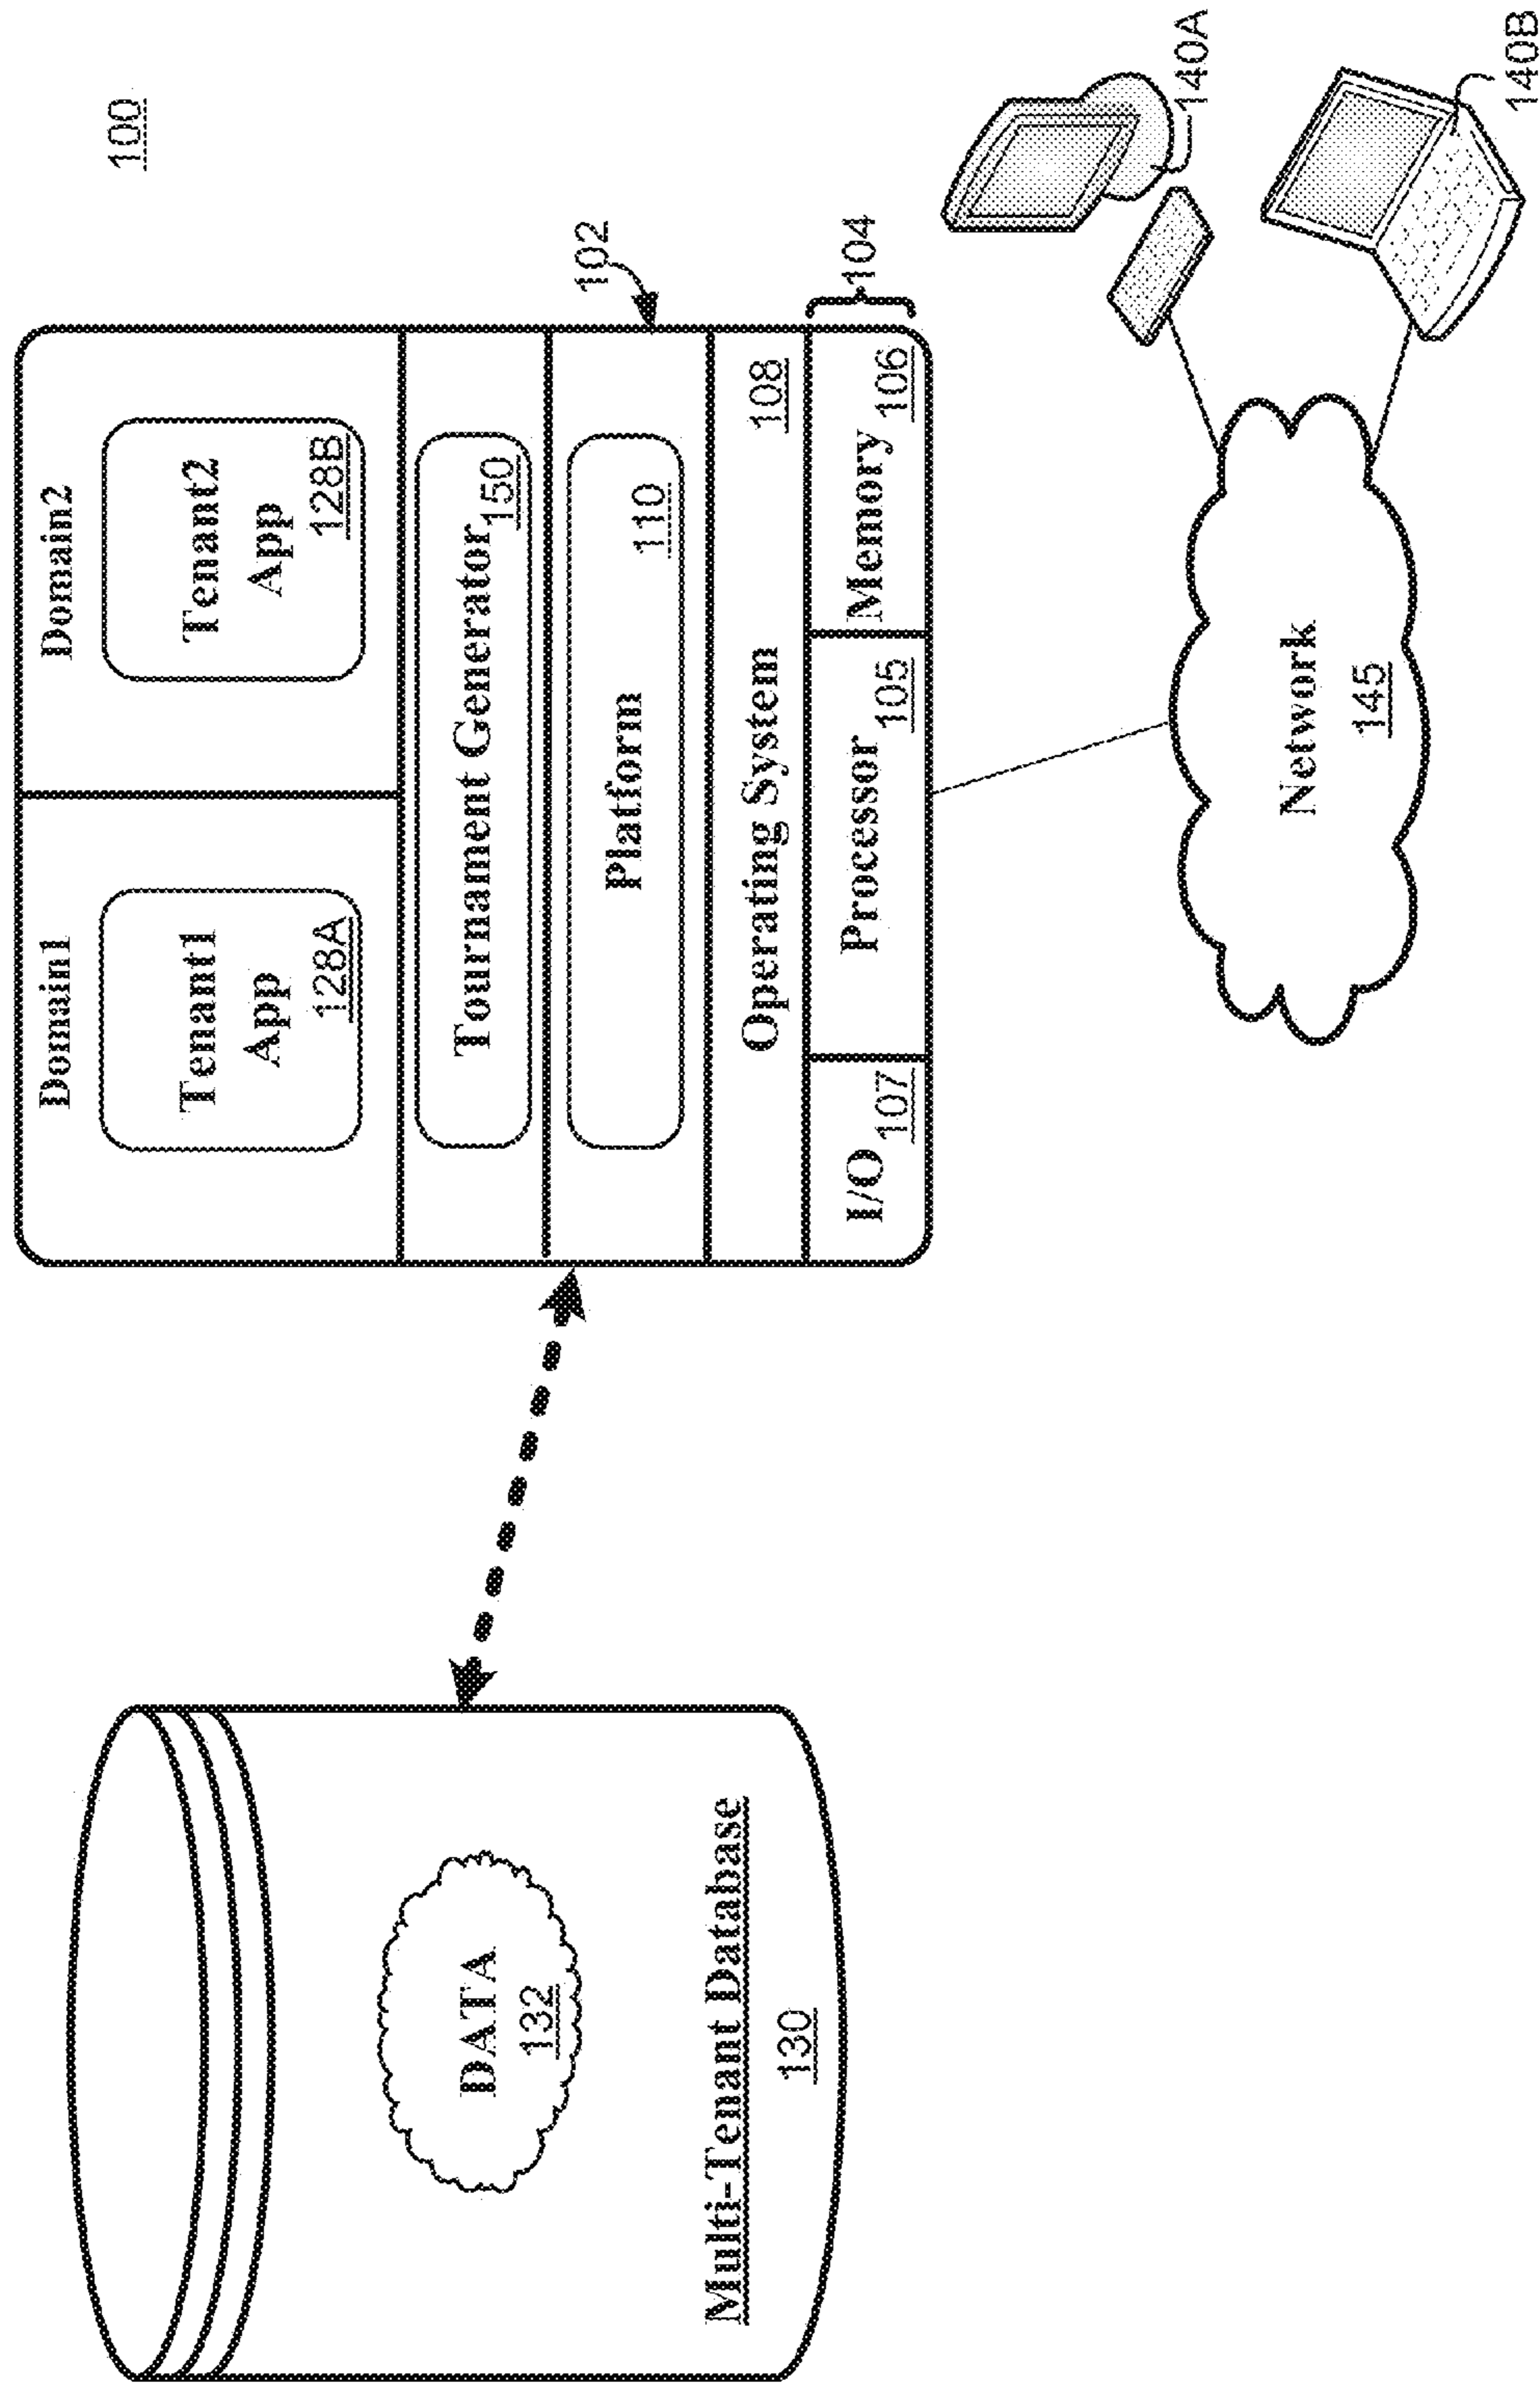 100
Domain1
Domain2
Tenant1
App
128A
Tenant2
App
128B
Tournament Generator
150
102
Platform
110
Operating System
108
I/O
107
Processor
105
Memory
106
104
DATA
132
Multi-Tenant Database
130
Network
145
140A
140B